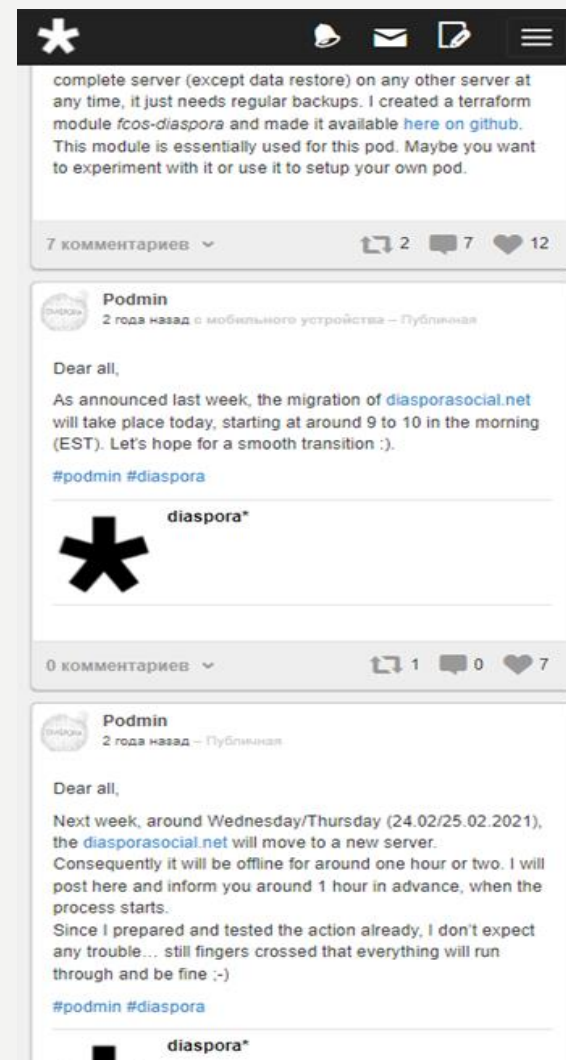 complete server (except data restore) on any other server at
any time, it just needs regular backups. I created a terraform
module fcos-diaspora and made it available here on github.
This module is essentially used for this pod. Maybe you want
to experiment with it or use it to setup your own pod.
7 комментариев 2 7 12
Podmin
2 года назад с мобильного устройства – Публичная
Dear all,
As announced last week, the migration of diasporasocial.net
will take place today, starting at around 9 to 10 in the morning
(EST). Let's hope for a smooth transition :).
#podmin #diaspora
diaspora*
0 комментариев 1 0 7
Podmin
2 года назад – Публичная
Dear all,
Next week, around Wednesday/Thursday (24.02/25.02.2021),
the diasporasocial.net will move to a new server.
Consequently it will be offline for around one hour or two. I will
post here and inform you around 1 hour in advance, when the
process starts.
Since I prepared and tested the action already, I don't expect
any trouble… still fingers crossed that everything will run
through and be fine ;-)
#podmin #diaspora
diaspora*